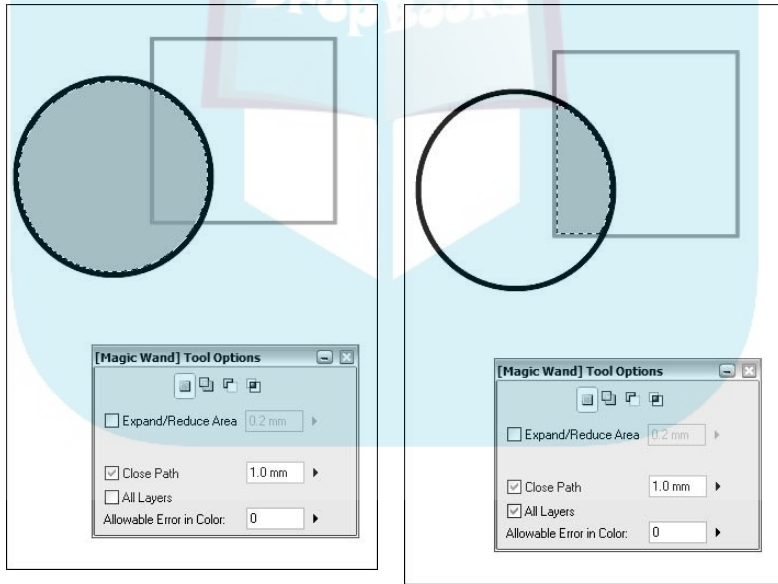 Drop Books
[Magic Wand] Tool Options
Expand/Reduce Area 0.2 mm
Close Path 1.0 mm
All Layers
Allowable Error in Color: 0
[Magic Wand] Tool Options
Expand/Reduce Area 0.2 mm
Close Path 1.0 mm
All Layers
Allowable Error in Color: 0